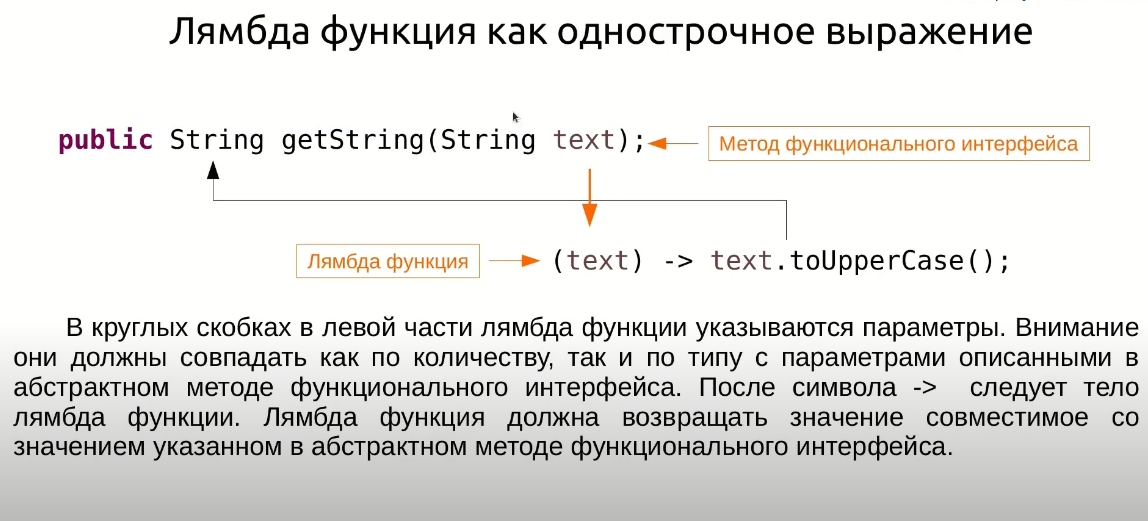 Лямбда функция как однострочное выражение
public String getString(String text);
Метод функционального интерфейса
Лямбда функция
(text) -> text.toUpperCase();
В круглых скобках в левой части лямбда функции указываются параметры. Внимание
они должны совпадать как по количеству, так и по типу с параметрами описанными в
абстрактном методе функционального интерфейса. После символа -> следует тело
лямбда функции. Лямбда функция должна возвращать значение совместимое со
значением указанном в абстрактном методе функционального интерфейса.